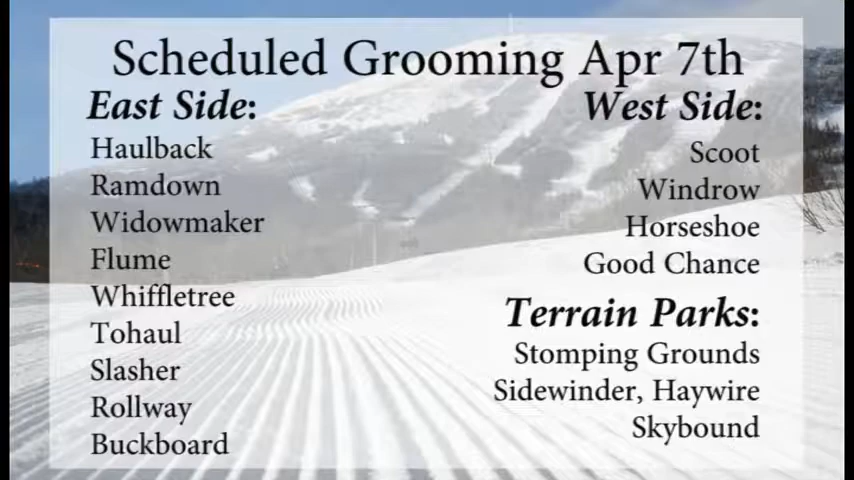 Scheduled Grooming Apr 7th
East Side:
Haulback
Ramdown
Widowmaker
Flume
Whiffletree
Tohaul
Slasher
Rollway
Buckboard
West Side:
Scoot
Windrow
Horseshoe
Good Chance
Terrain Parks:
Stomping Grounds
Sidewinder, Haywire
Skybound